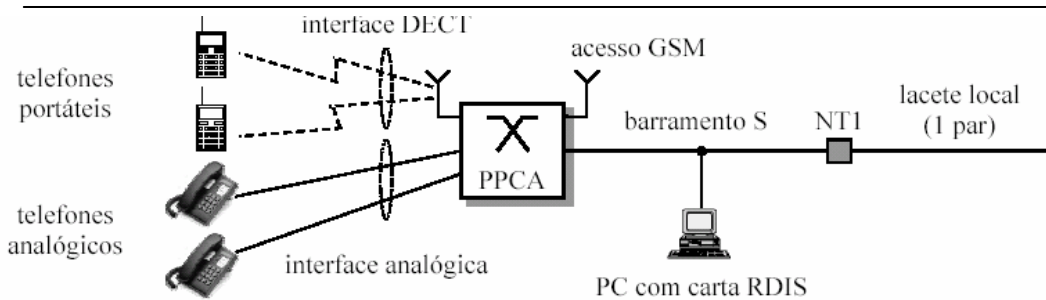 interface DECT
acesso GSM
telefones
portáteis
lacete local
(1 par)
barramento S
NT1
PPCA
telefones
analógicos
interface analógica
PC com carta RDIS